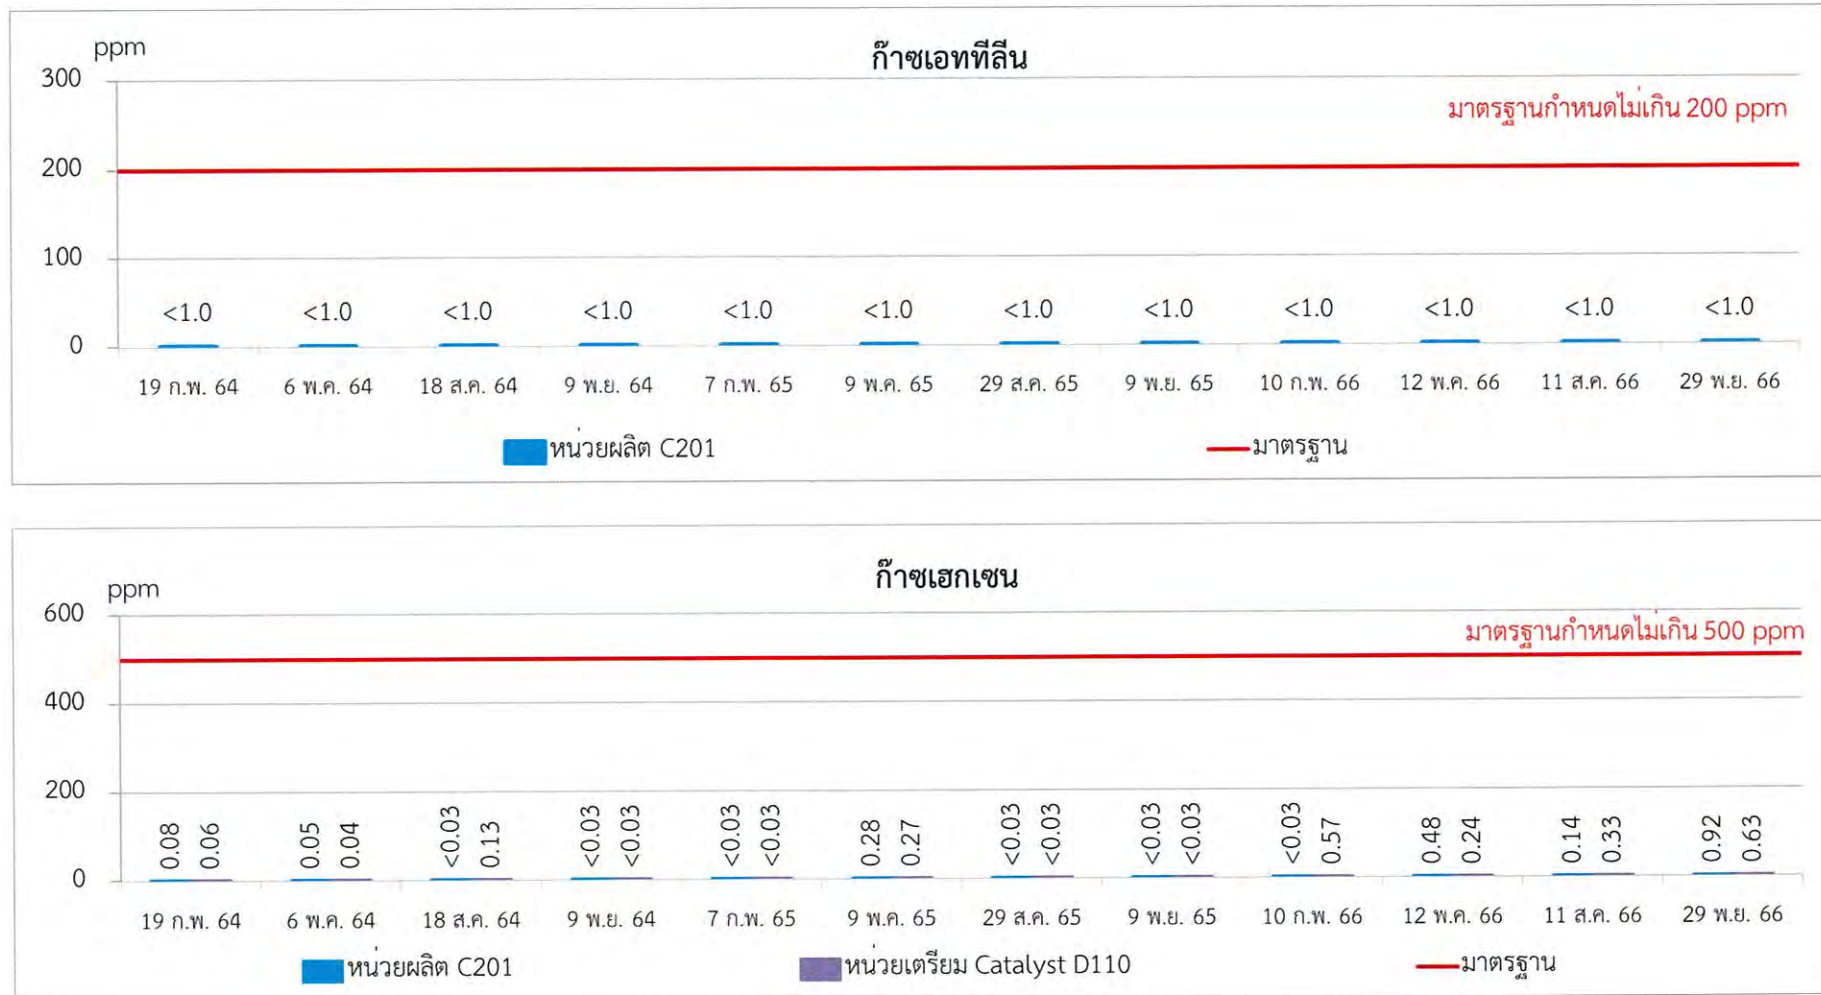 ppm
ก๊าซเอททีลีน
300
มาตรฐานกำหนดไม่เกิน 200 ppm
200
100
<1.0 <1.0 <1.0 <1.0 <1.0 <1.0 <1.0 <1.0 <1.0 <1.0 <1.0 <1.0
0
19 ก.พ. 64 6 พ.ค. 64 18 ส.ค. 64 9 พ.ย. 64 7 ก.พ. 65 9 พ.ค. 65 29 ส.ค. 65 9 พ.ย. 65 10 ก.พ. 66 12 พ.ค. 66 11 ส.ค. 66 29 พ.ย. 66
หน่วยผลิต C201 มาตรฐาน
ก๊าซเฮกเซน
ppm
600
มาตรฐานกำหนดไม่เกิน 500 ppm
400
200
0.08 0.06 0.05 0.04 <0.03 0.13 <0.03 <0.03 <0.03 <0.03 0.28 0.27 <0.03 <0.03 <0.03 <0.03 <0.03 0.57 0.48 0.24 0.14 0.33 0.92 0.63
0
19 ก.พ. 64 6 พ.ค. 64 18 ส.ค. 64 9 พ.ย. 64 7 ก.พ. 65 9 พ.ค. 65 29 ส.ค. 65 9 พ.ย. 65 10 ก.พ. 66 12 พ.ค. 66 11 ส.ค. 66 29 พ.ย. 66
หน่วยผลิต C201 หน่วยเตรียม Catalyst D110 มาตรฐาน